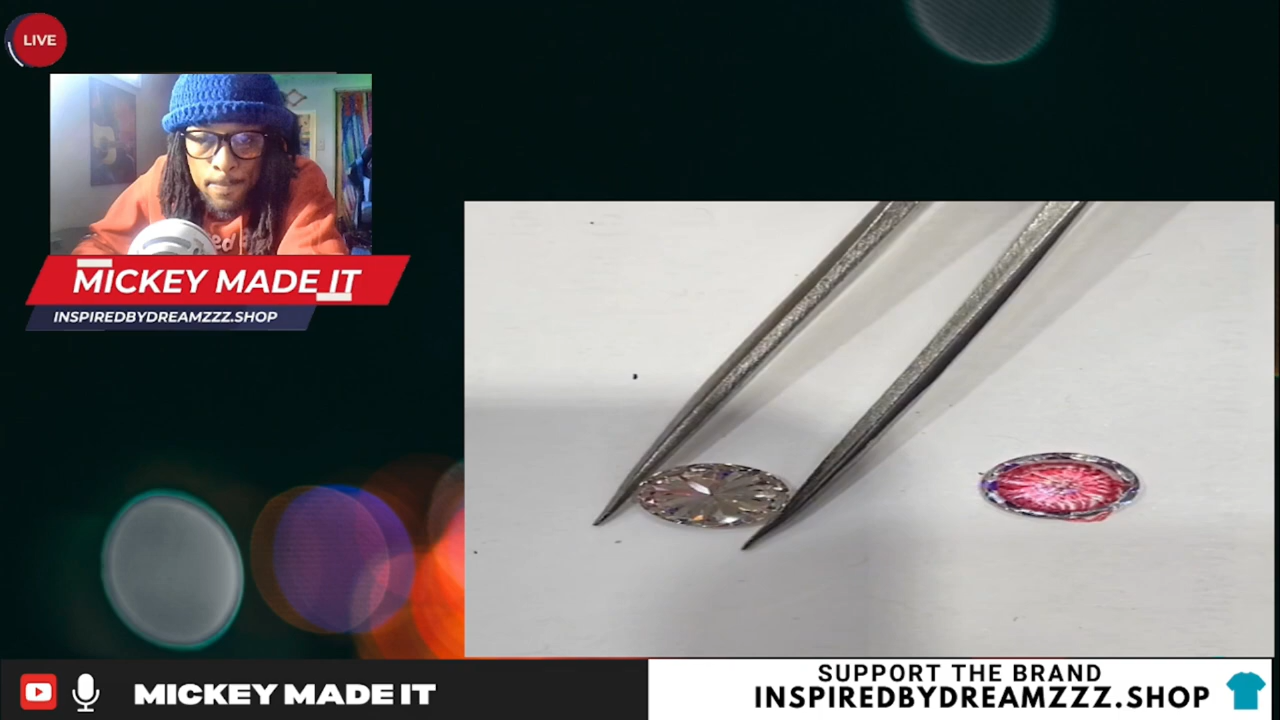 LIVE
MICKEY MADE IT
INSPIREDBYDREAMZZZ.SHOP
MICKEY MADE IT
SUPPORT THE BRAND
INSPIREDBYDREAMZZZ.SHOP